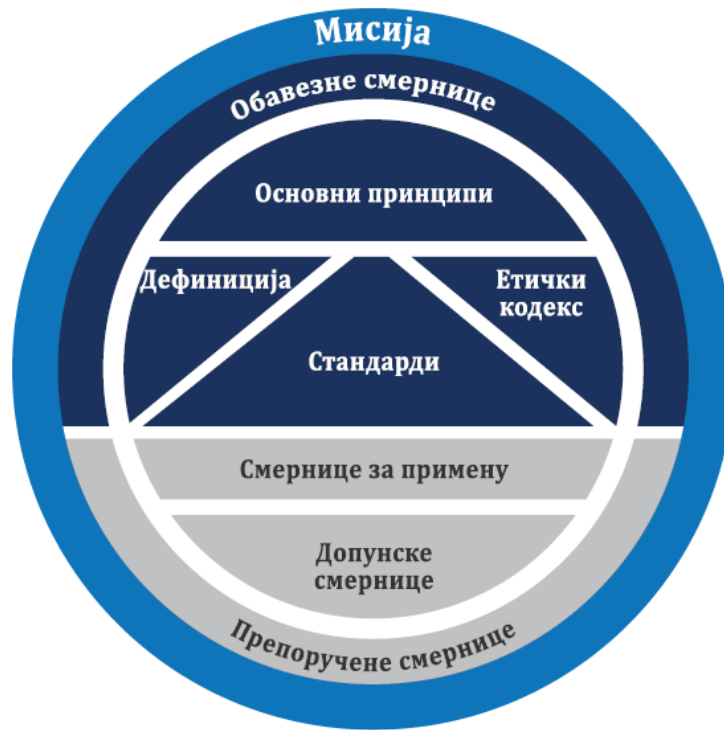 Мисија
Обавезне смернице
Основни принципи
Дефиниција
Етички
кодекс
Стандарди
Смернице за примену
Допунске
смернице
Препоручене смернице